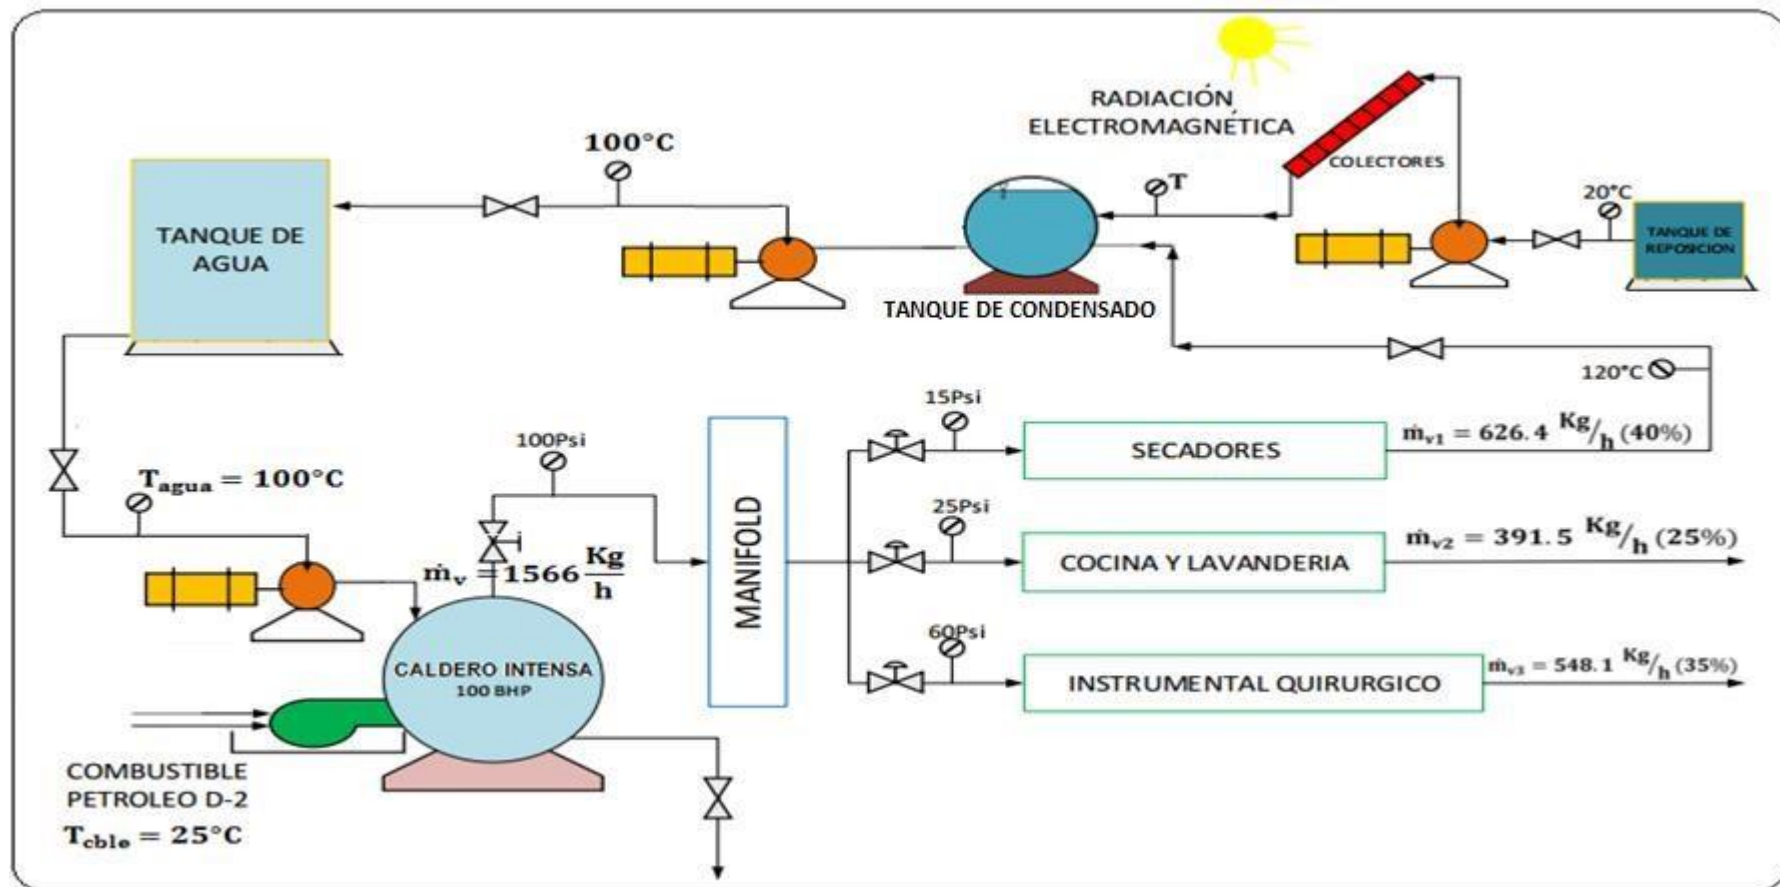 RADIACIÓN
ELECTROMAGNÉTICA
COLECTORES
100°C
T
20°C
TANQUE DE
AGUA
TANQUE DE
REPOSICION
TANQUE DE CONDENSADO
120°C
15Psi
SECADORES
ṁv1 = 626.4 Kg/h (40%)
100Psi
Tagua = 100°C
MANIFOLD
25Psi
COCINA Y LAVANDERIA
ṁv2 = 391.5 Kg/h (25%)
ṁv = 1566 Kg/h
60Psi
INSTRUMENTAL QUIRURGICO
ṁv3 = 548.1 Kg/h (35%)
CALDERO INTENSA
100 BHP
COMBUSTIBLE
PETROLEO D-2
Tcble = 25°C